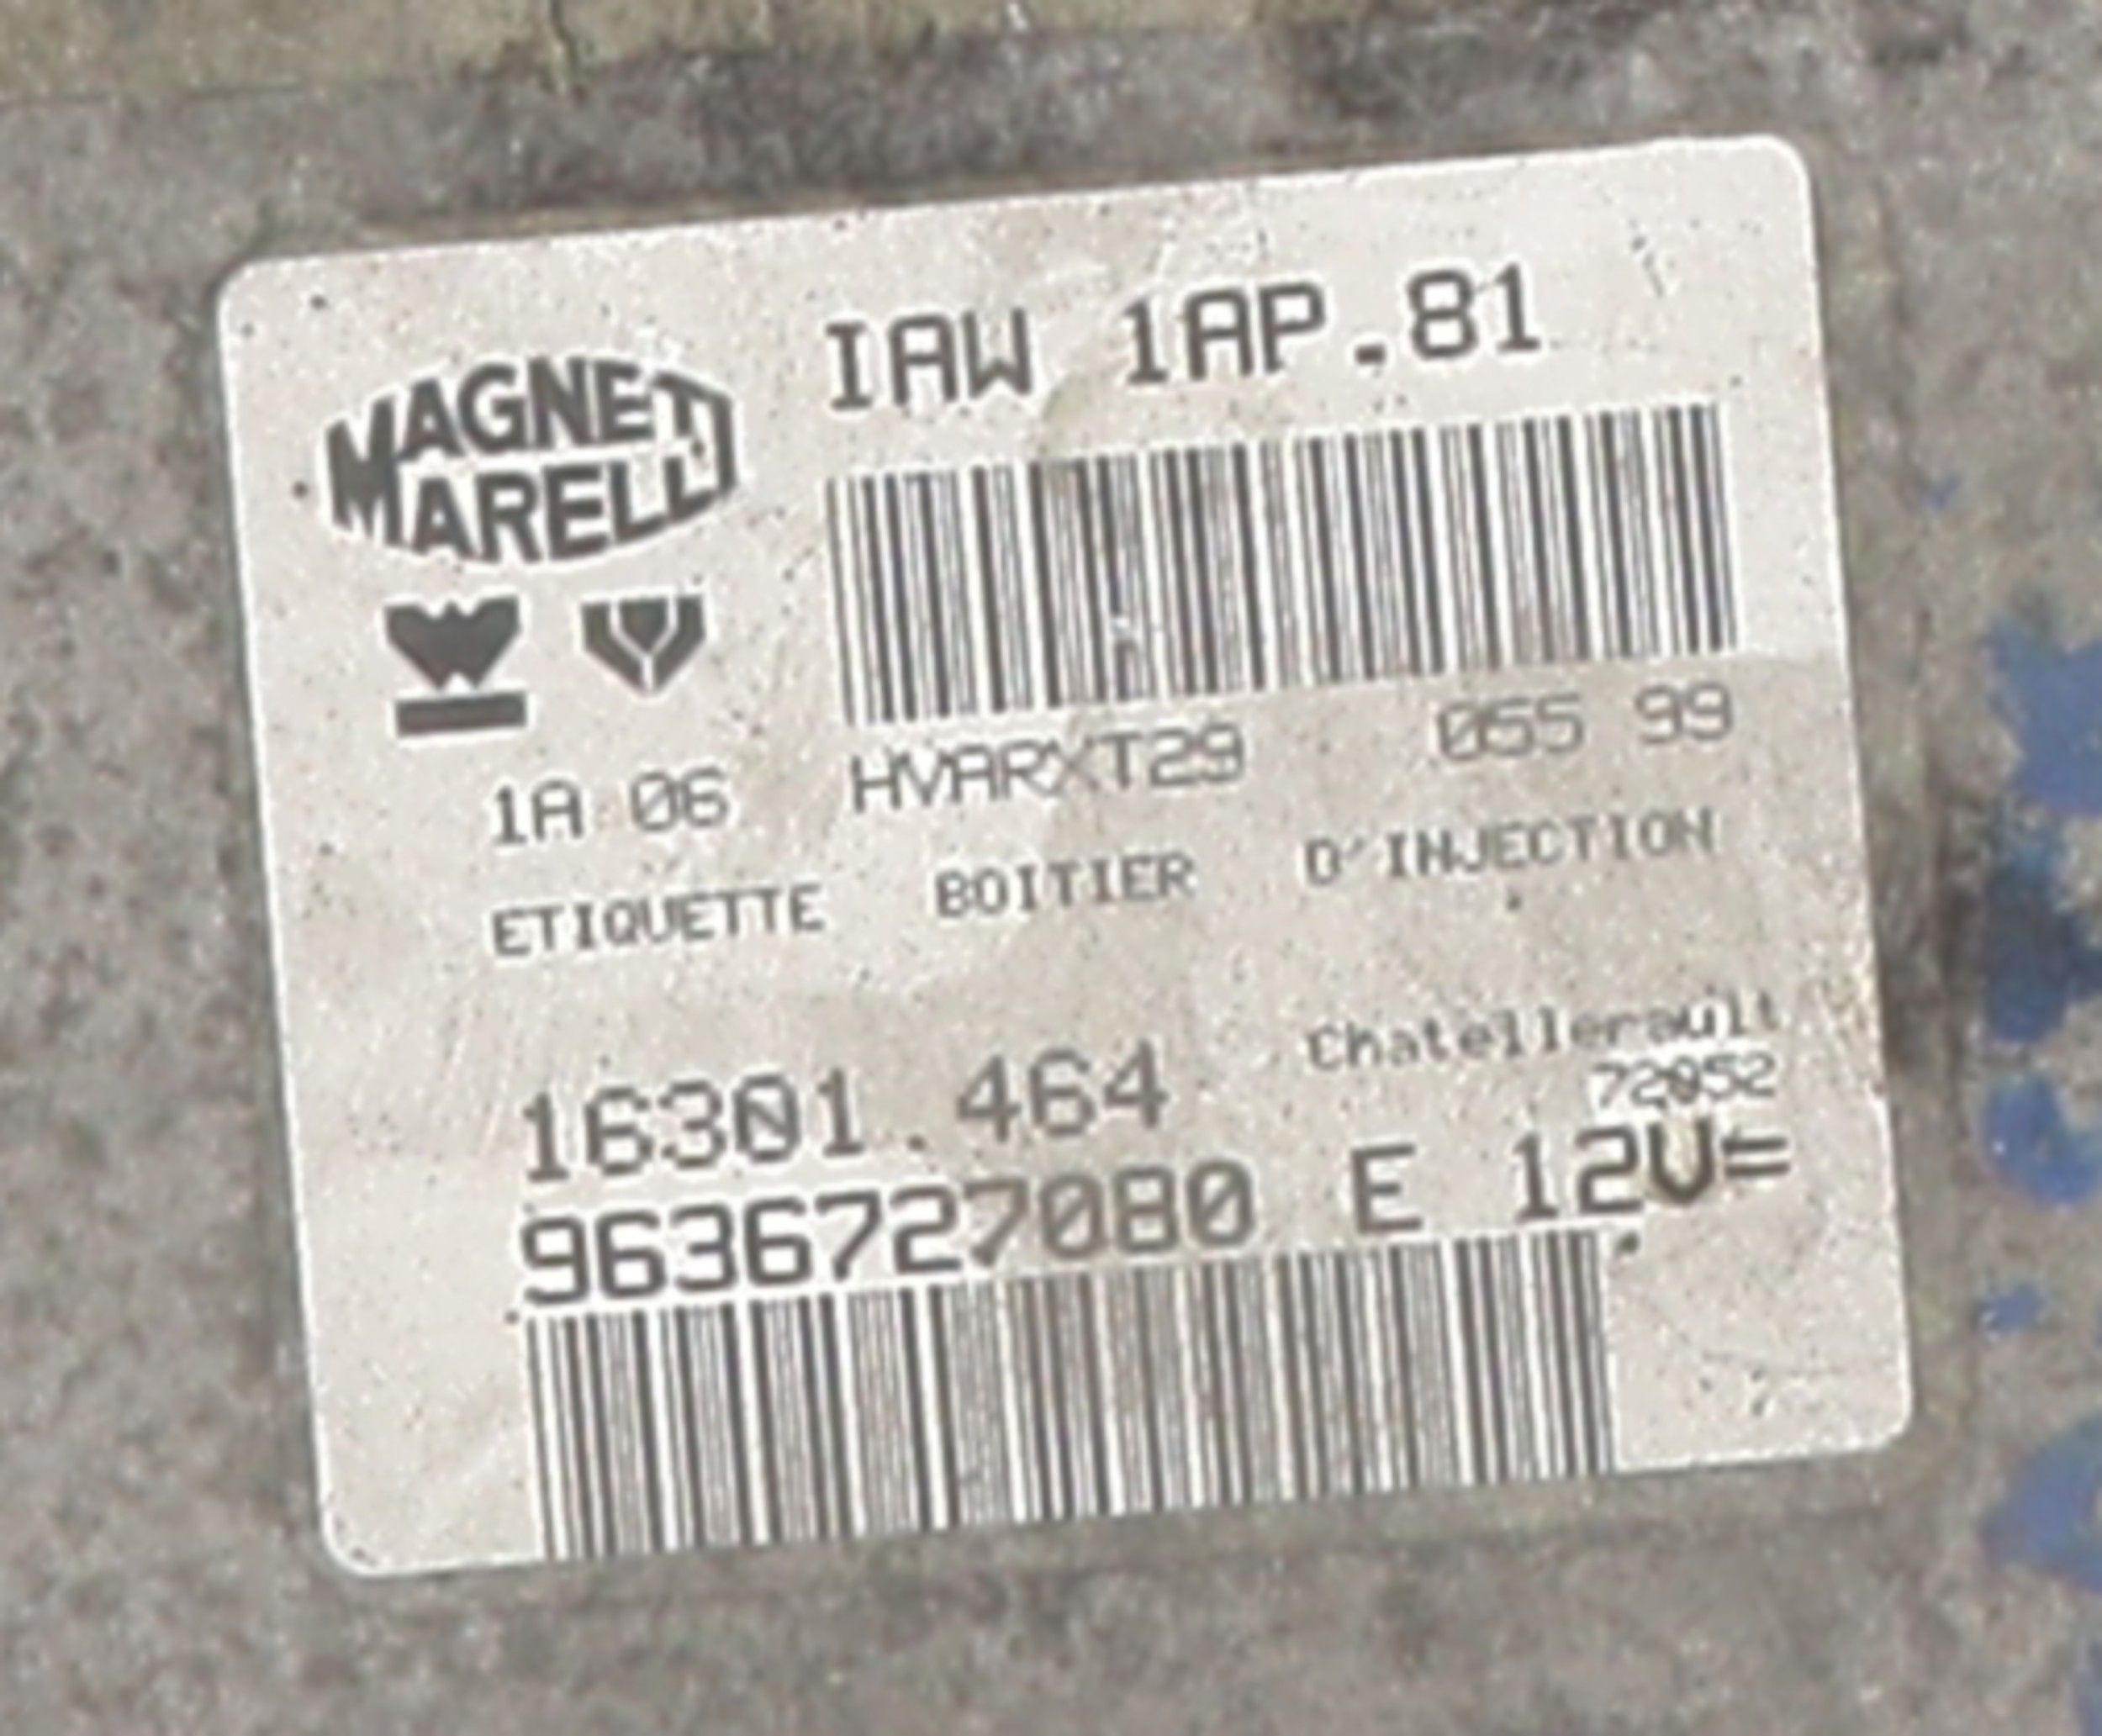 IAW 1AP.81
MAGNETI
MARELLI
1A 06 HVARXT29 055 99
ETIQUETTE BOITIER D'INJECTION
Chatellerault
72052
16301.464
9636727080 E 12V=